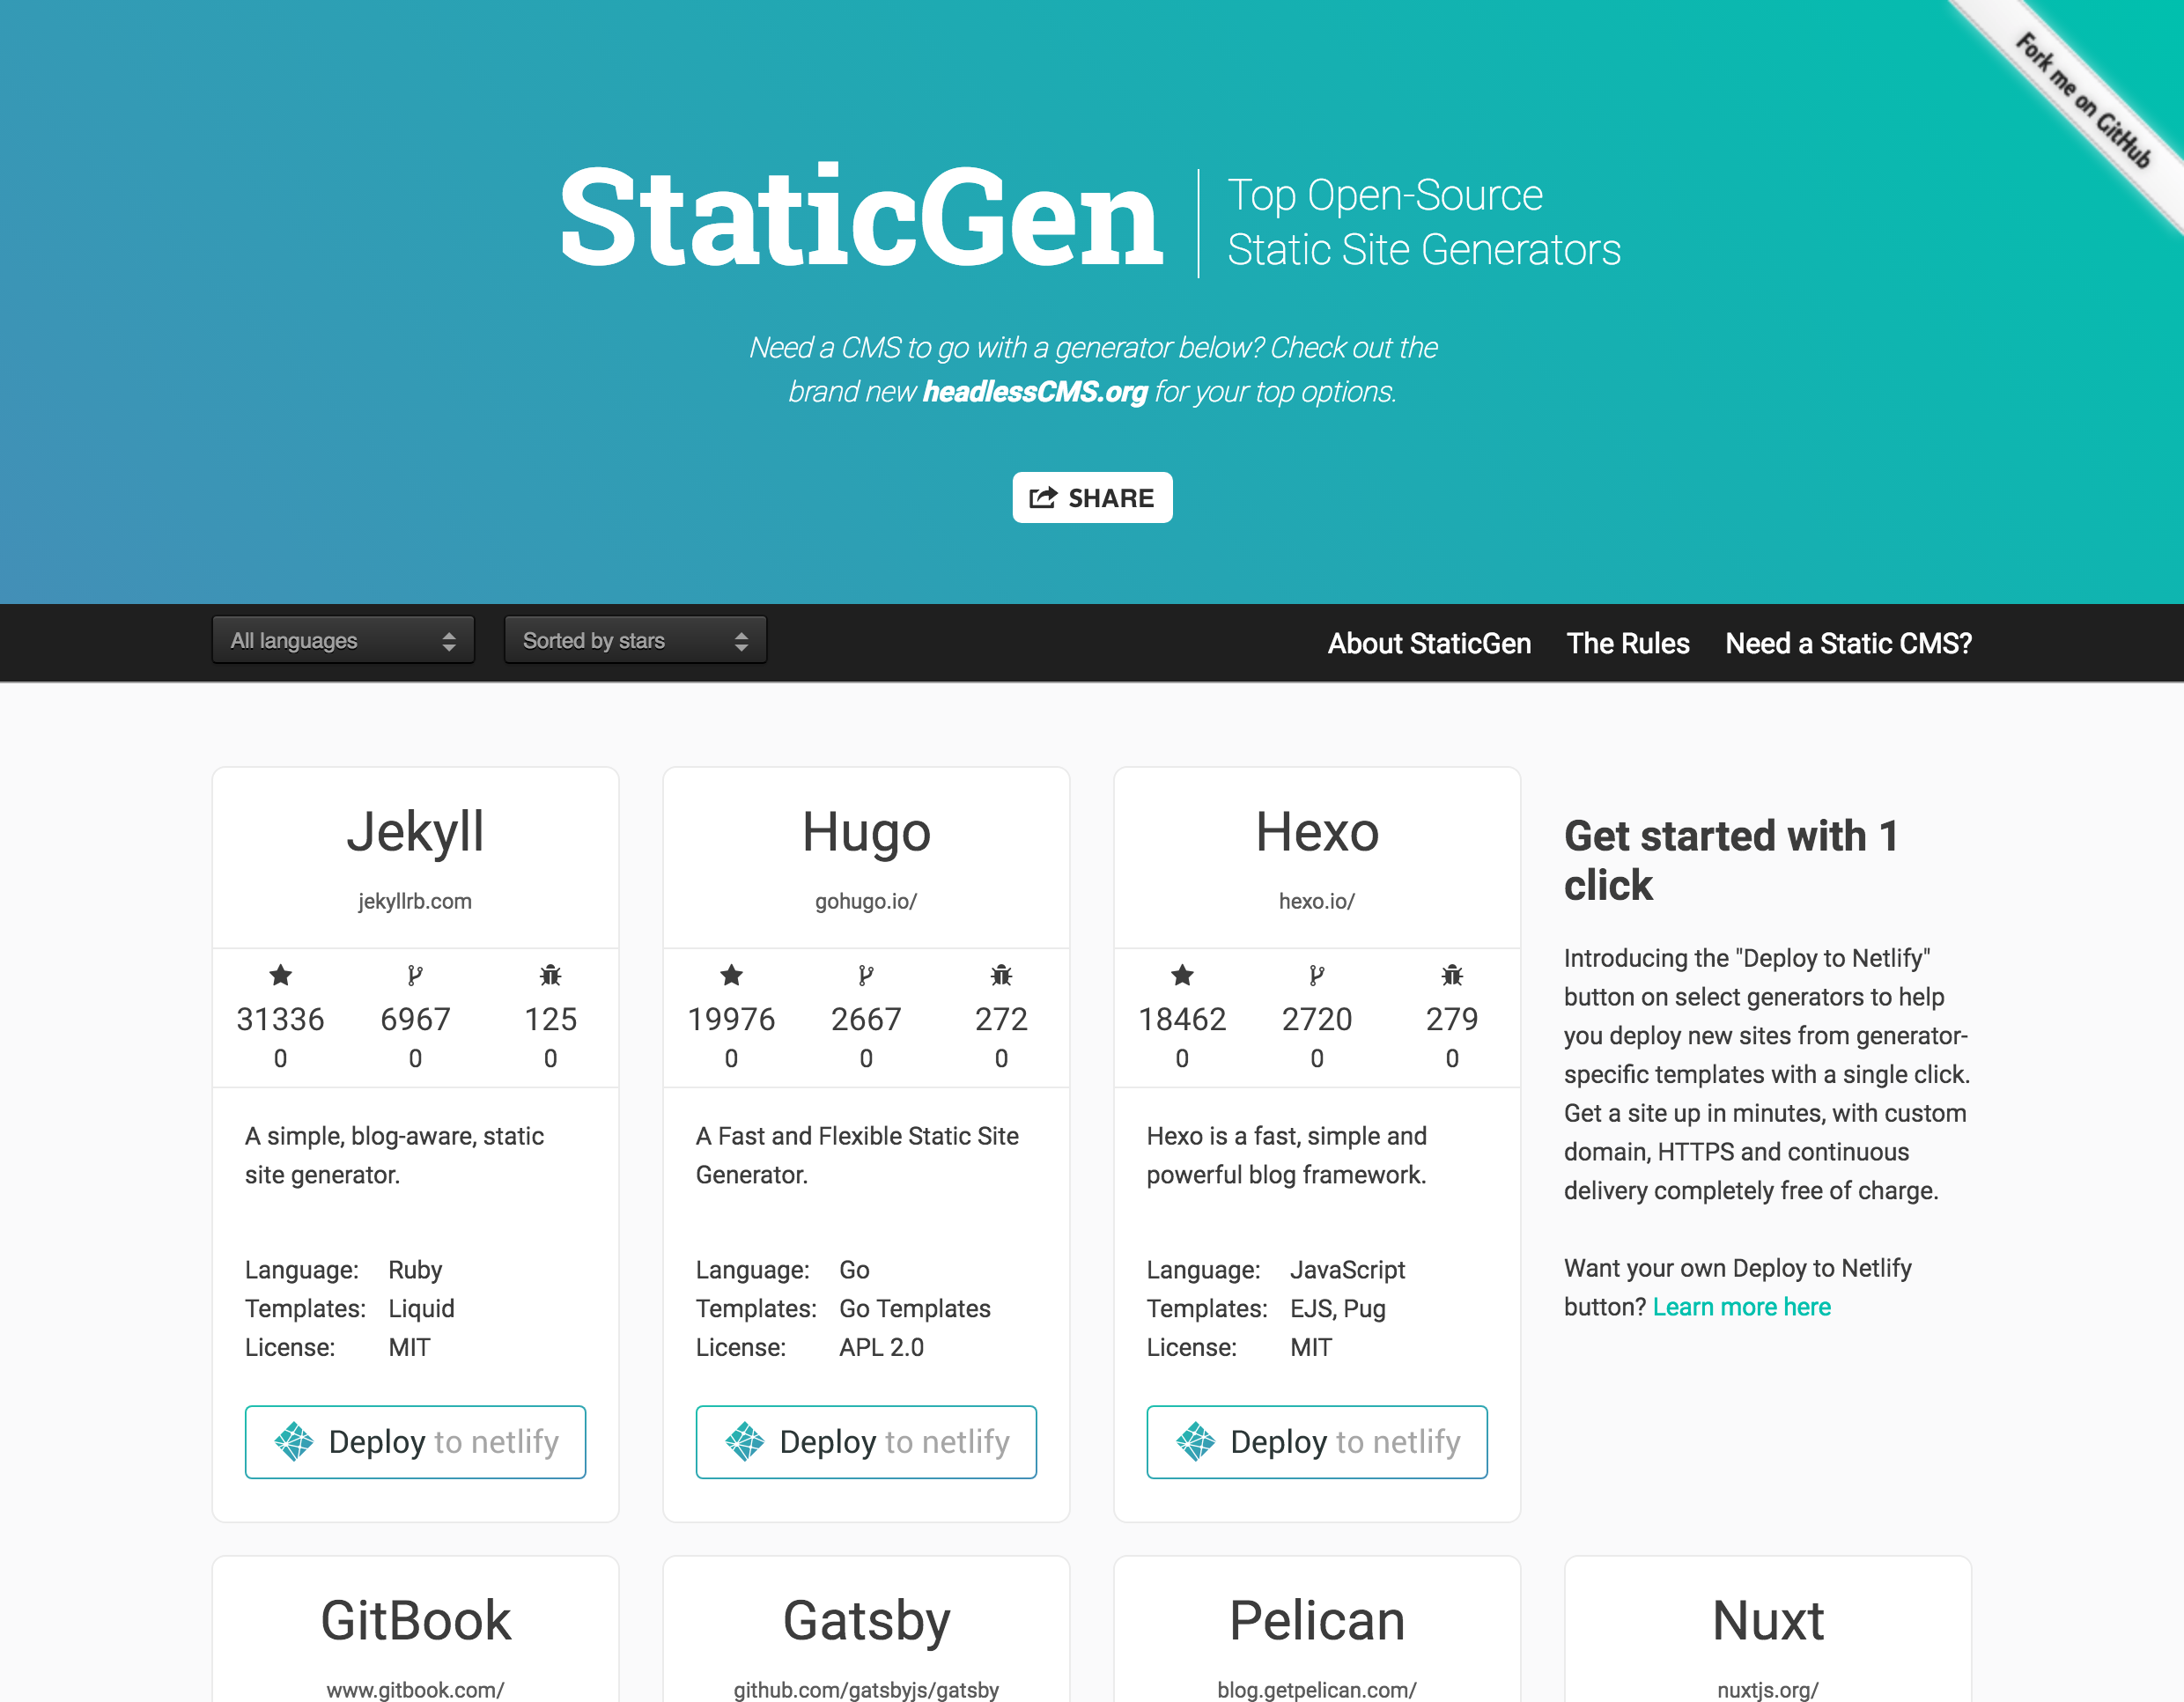 Fork me on GitHub
StaticGen
Top Open-Source
Static Site Generators
Need a CMS to go with a generator below? Check out the
brand new headlessCMS.org for your top options.
SHARE
All languages
Sorted by stars
About StaticGen
The Rules
Need a Static CMS?
Jekyll
jekyllrb.com
31336 6967 125
0 0 0
A simple, blog-aware, static
site generator.
Language: Ruby
Templates: Liquid
License: MIT
Deploy to netlify
Hugo
gohugo.io/
19976 2667 272
0 0 0
A Fast and Flexible Static Site
Generator.
Language: Go
Templates: Go Templates
License: APL 2.0
Deploy to netlify
Hexo
hexo.io/
18462 2720 279
0 0 0
Hexo is a fast, simple and
powerful blog framework.
Language: JavaScript
Templates: EJS, Pug
License: MIT
Deploy to netlify
Get started with 1
click
Introducing the "Deploy to Netlify"
button on select generators to help
you deploy new sites from generator-
specific templates with a single click.
Get a site up in minutes, with custom
domain, HTTPS and continuous
delivery completely free of charge.
Want your own Deploy to Netlify
button? Learn more here
GitBook
www.gitbook.com/
Gatsby
github.com/gatsbyjs/gatsby
Pelican
blog.getpelican.com/
Nuxt
nuxtjs.org/